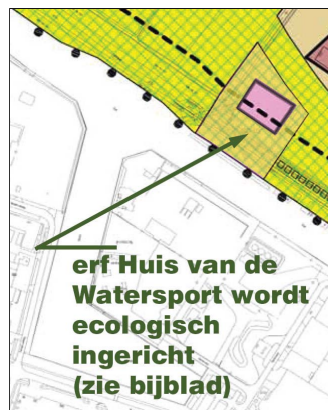 erf Huis van de
Watersport wordt
ecologisch
ingericht
(zie bijblad)